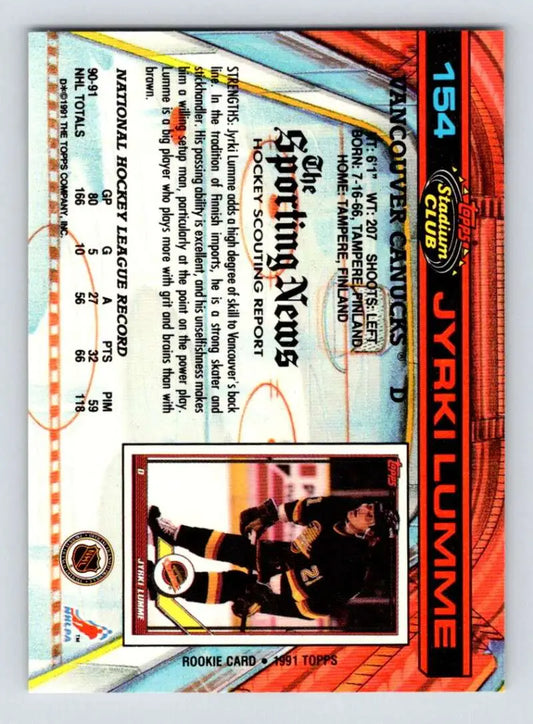 154
TOPPS
Stadium
CLUB
JYRKI LUMME
VANCOUVER CANUCKS® D
HT: 6'1" WT: 207 SHOOTS: LEFT
BORN: 7-16-66, TAMPERE, FINLAND
HOME: TAMPERE, FINLAND
The
Sporting News
HOCKEY SCOUTING REPORT
STRENGTHS: Jyrki Lumme adds a high degree of skill to Vancouver's back
line. In the tradition of Finnish imports, he is a strong skater and
stickhandler. His passing ability is excellent, and his unselfishness makes
him a willing setup man, particularly at the point on the power play.
Lumme is a big player who plays more with grit and brains than with
brown.
NATIONAL HOCKEY LEAGUE RECORD
GP G A PTS PIM
90-91 80 5 27 32 59
NHL TOTALS 166 10 56 66 118
D*©1991 THE TOPPS COMPANY, INC.
TOPPS
21
D JYRKI LUMME
ROOKIE CARD • 1991 TOPPS
NHL
NHLPA
TM